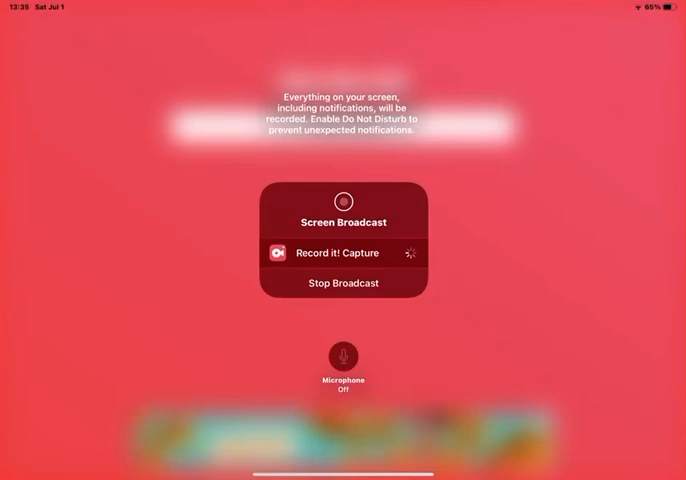 13:35 Sat Jul 1
65%
Everything on your screen,
including notifications, will be
recorded. Enable Do Not Disturb to
prevent unexpected notifications.
Screen Broadcast
Record it! Capture
Stop Broadcast
Microphone
Off